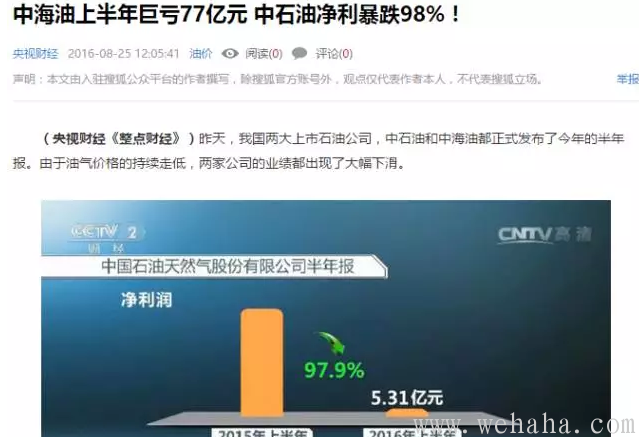 中海油上半年巨亏77亿元 中石油净利暴跌98%！
央视财经 2016-08-25 12:05:41 油价 阅读(0) 评论(0)
声明：本文由入驻搜狐公众平台的作者撰写，除搜狐官方账号外，观点仅代表作者本人，不代表搜狐立场。 举报
（央视财经《整点财经》）昨天，我国两大上市石油公司，中石油和中海油都正式发布了今年的半年
报。由于油气价格的持续走低，两家公司的业绩都出现了大幅下滑。
CCTV 2
财经
CNTV高清
中国石油天然气股份有限公司半年报
净利润
97.9%
5.31亿元
2015年上半年 2016年上半年
www.wchaha.com